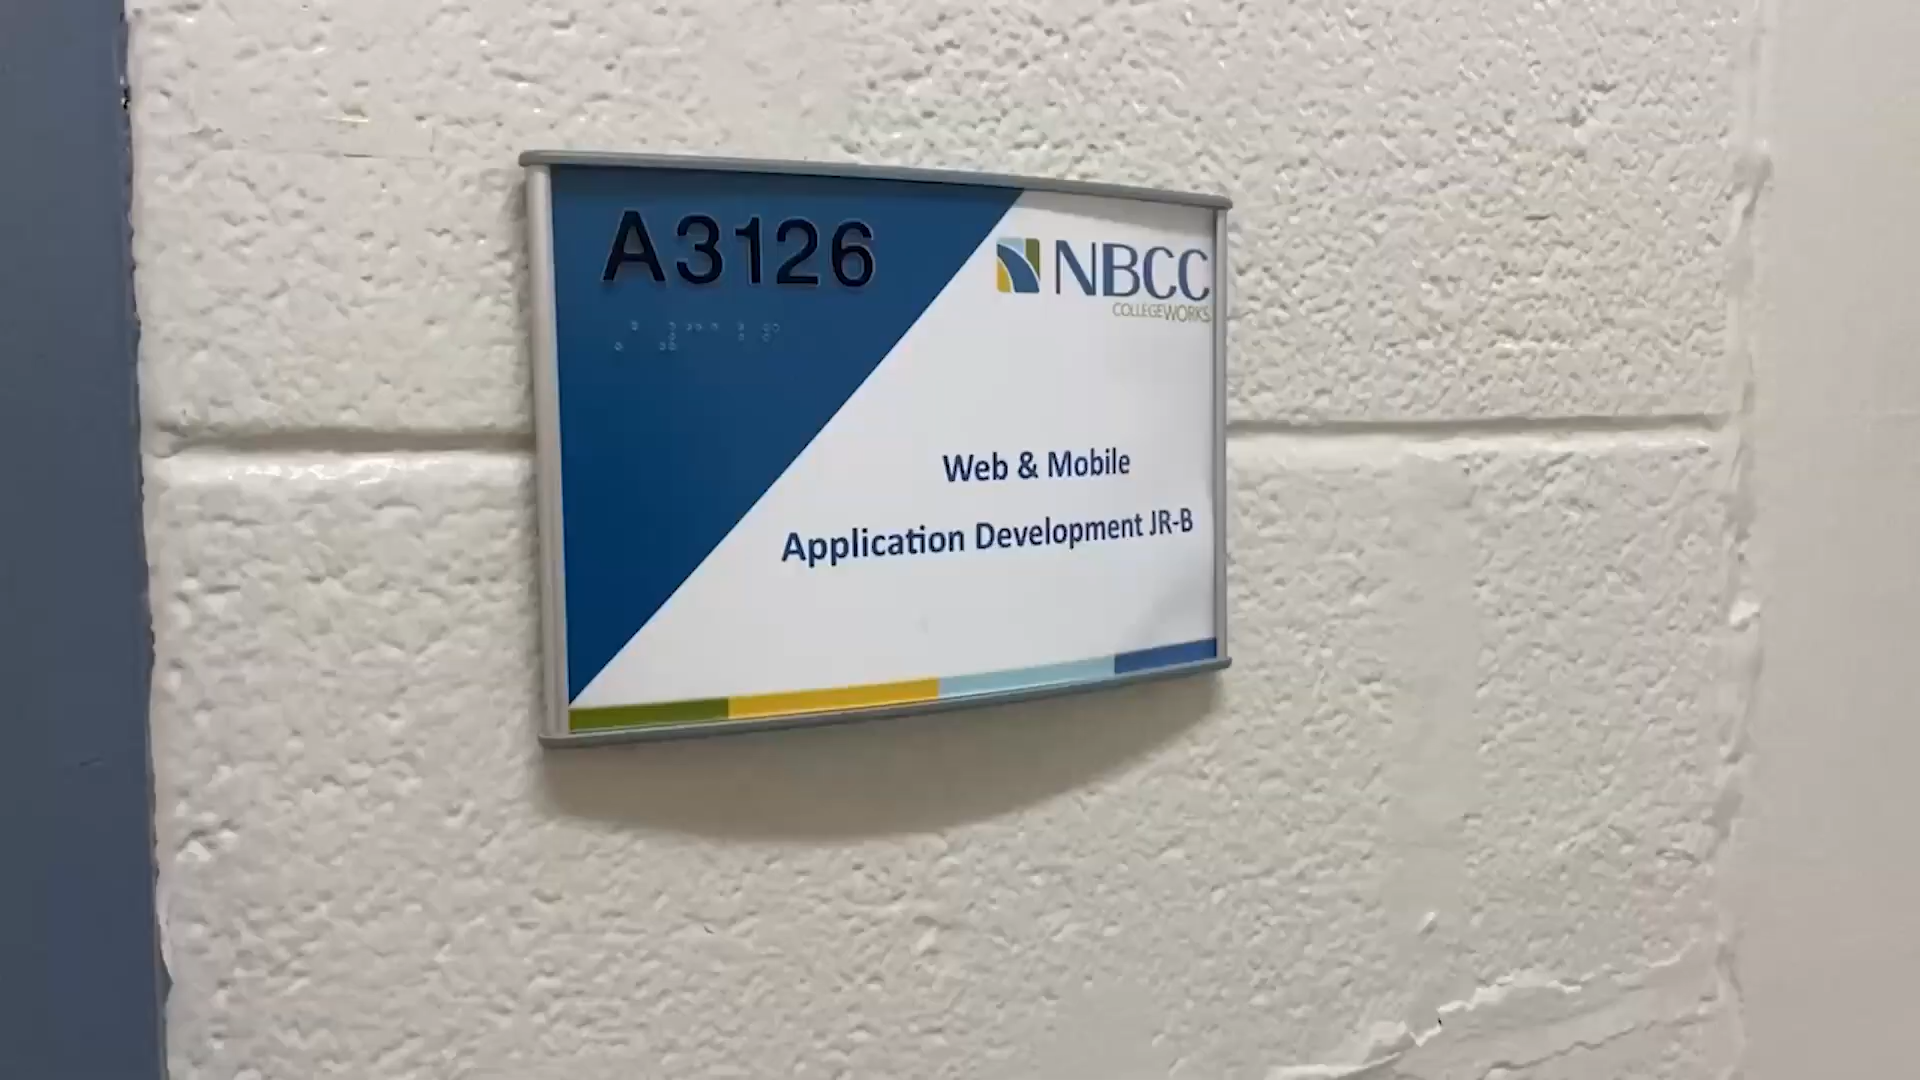 A3126
NBCC
COLLEGEWORKS
Web & Mobile
Application Development JR-B